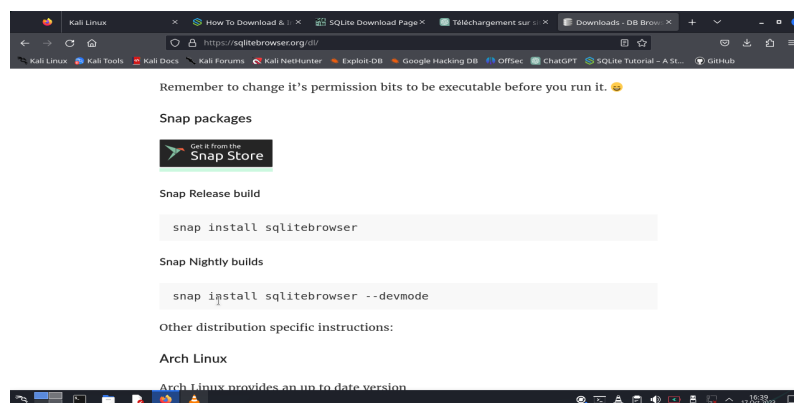 Kali Linux
How To Download & I
SQLite Download Page
Téléchargement sur s
Downloads - DB Brow
https://sqlitebrowser.org/dl/
Kali Linux Kali Tools Kali Docs Kali Forums Kali NetHunter Exploit-DB Google Hacking DB OffSec ChatGPT SQLite Tutorial - A St... GitHub
Remember to change it's permission bits to be executable before you run it.
Snap packages
Get it from the
Snap Store
Snap Release build
snap install sqlitebrowser
Snap Nightly builds
snap install sqlitebrowser --devmode
Other distribution specific instructions:
Arch Linux
Arch Linux provides an up to date version
16:39
17 Oct 2023